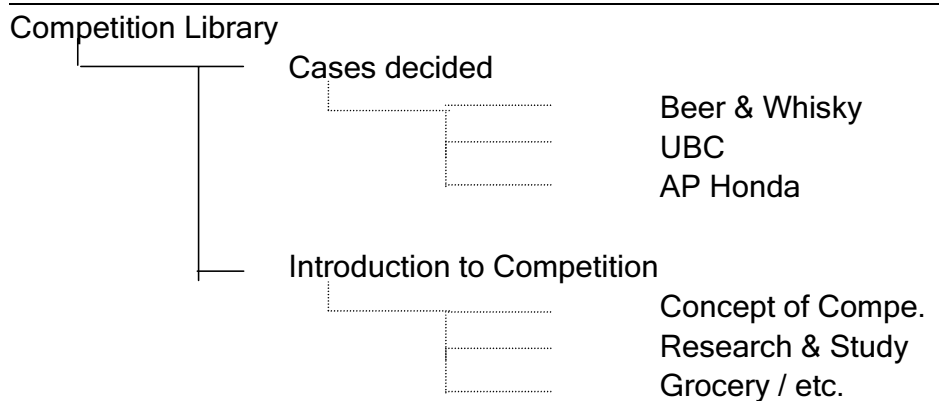 Competition Library
Cases decided
Beer & Whisky
UBC
AP Honda
Introduction to Competition
Concept of Compe.
Research & Study
Grocery / etc.